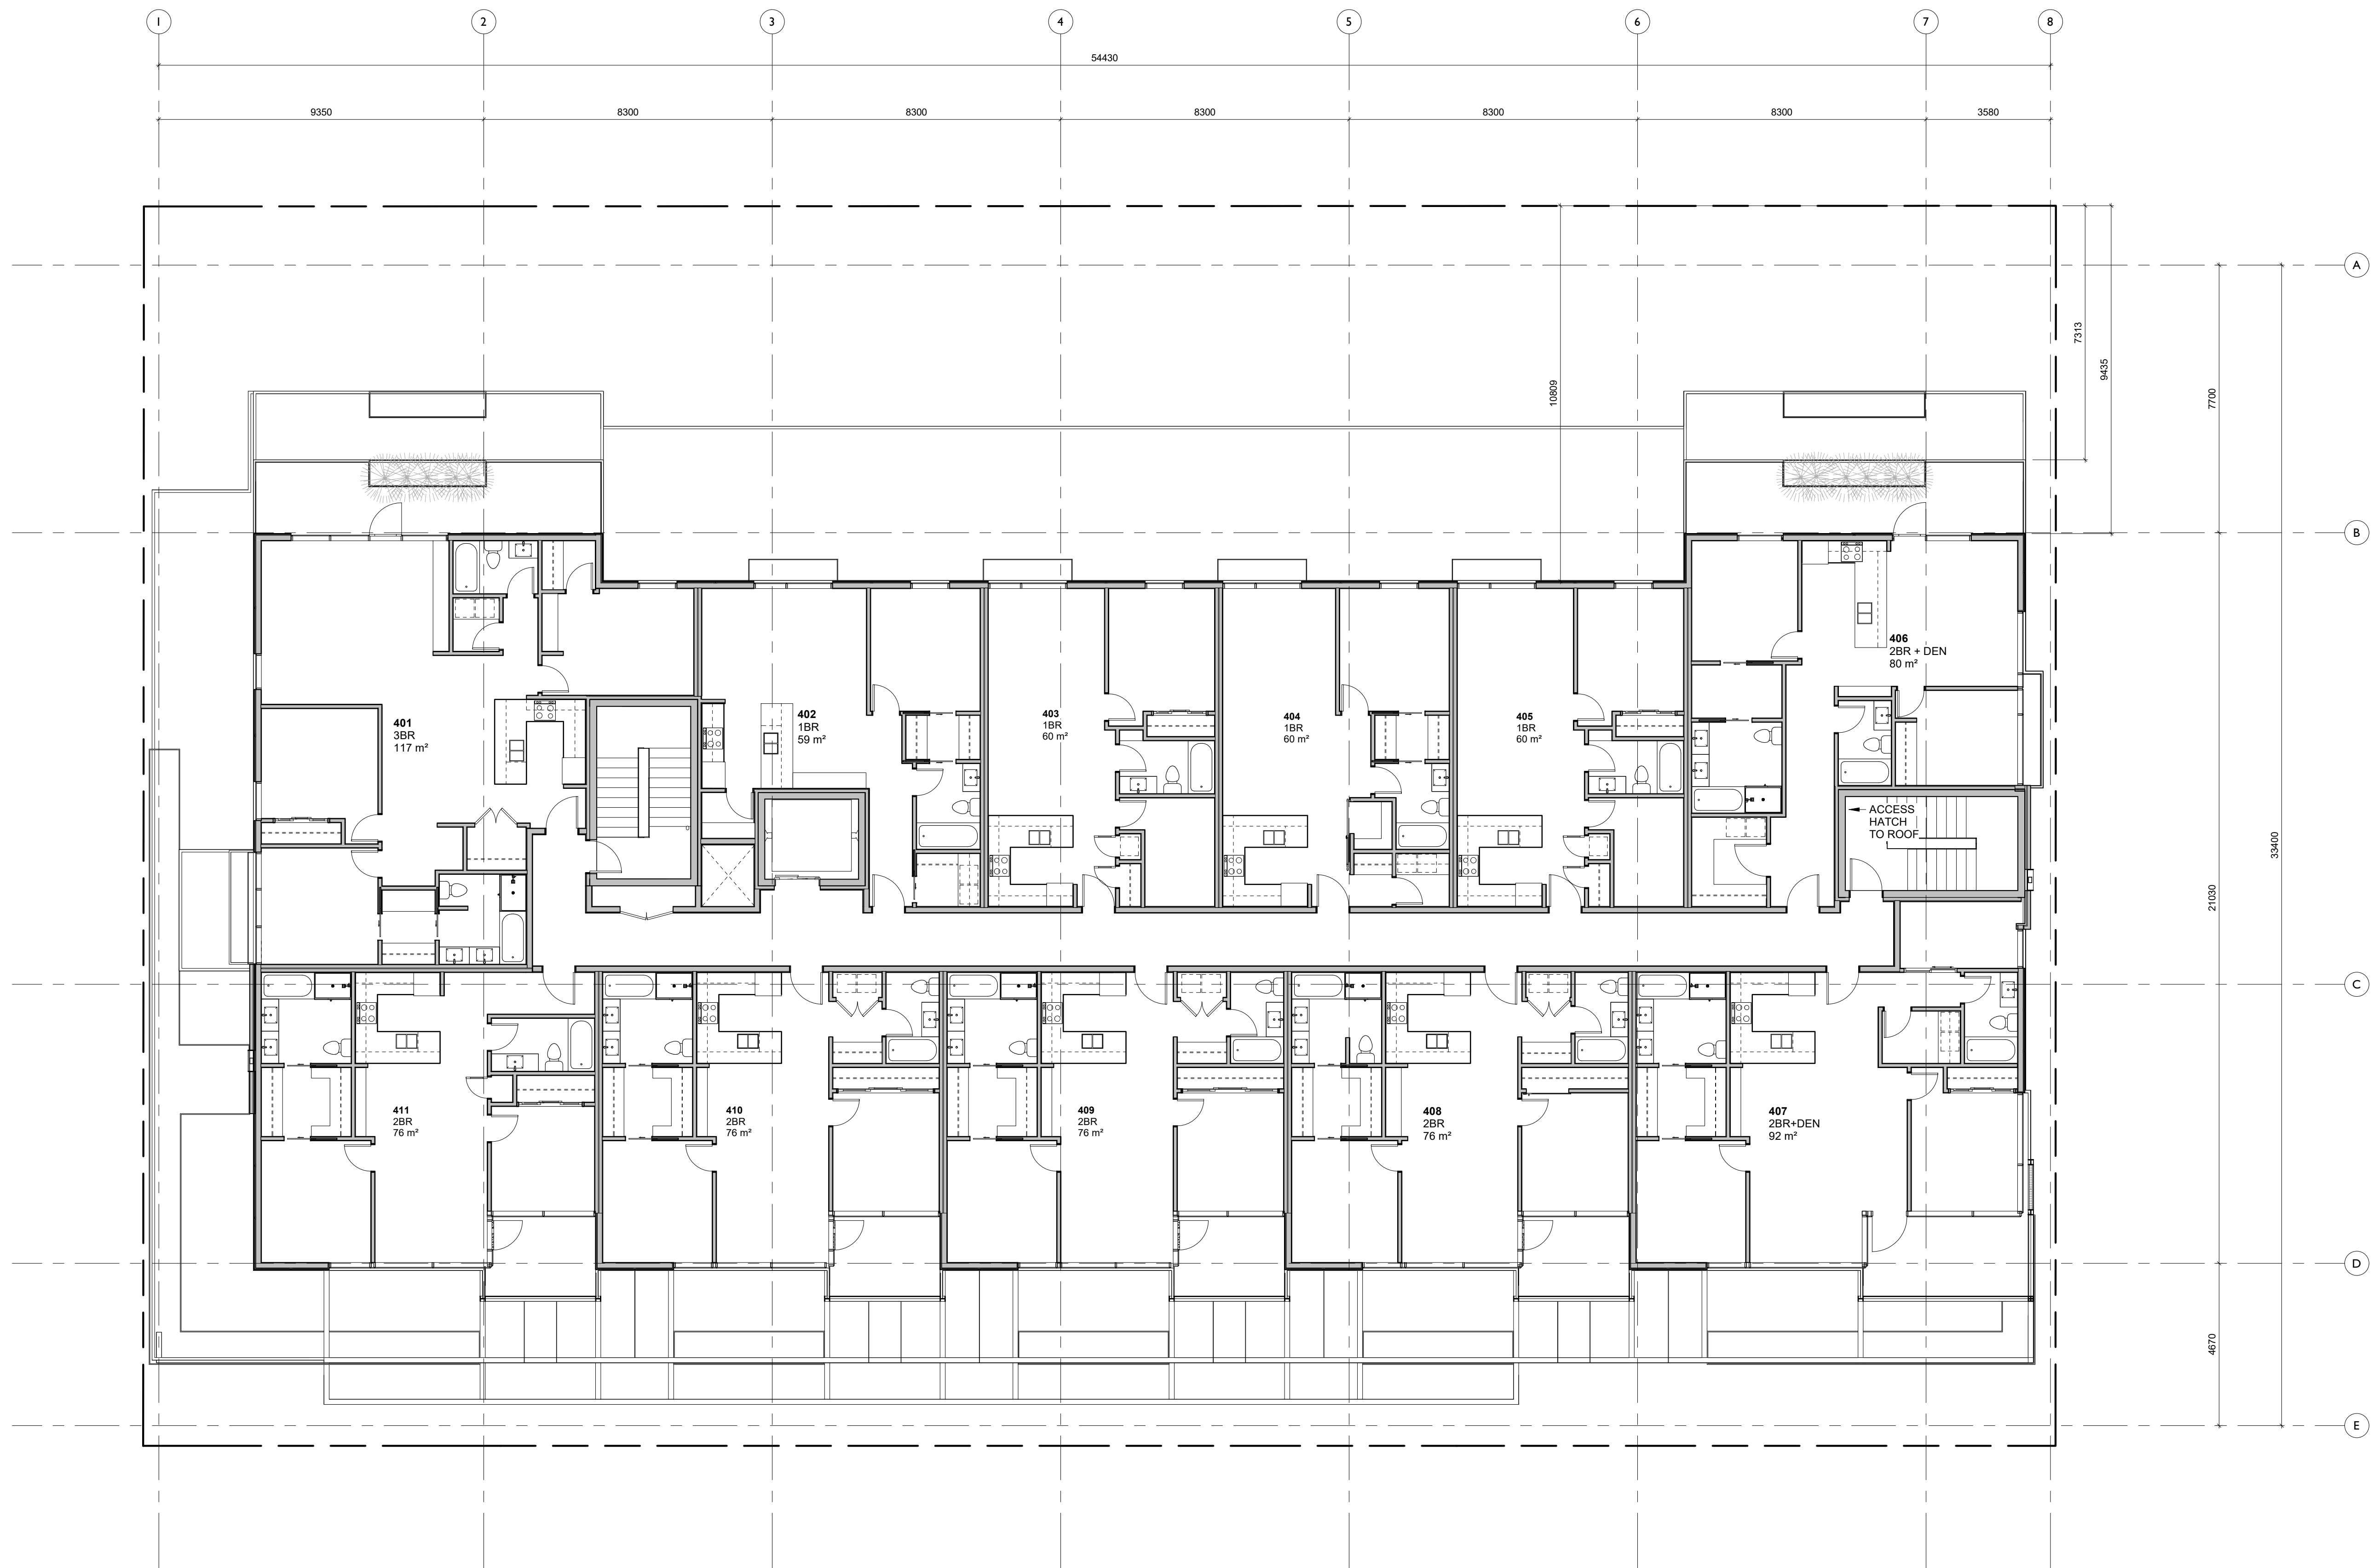 1 2 3 4 5 6 7 8
54430
9350 8300 8300 8300 8300 8300 3580
A
7313
9435
10809
7700
B
406
2BR + DEN
80 m²
401
3BR
117 m²
402
1BR
59 m²
403
1BR
60 m²
404
1BR
60 m²
405
1BR
60 m²
ACCESS
HATCH
TO ROOF
33400
21030
C
411
2BR
76 m²
410
2BR
76 m²
409
2BR
76 m²
408
2BR
76 m²
407
2BR+DEN
92 m²
D
4670
E